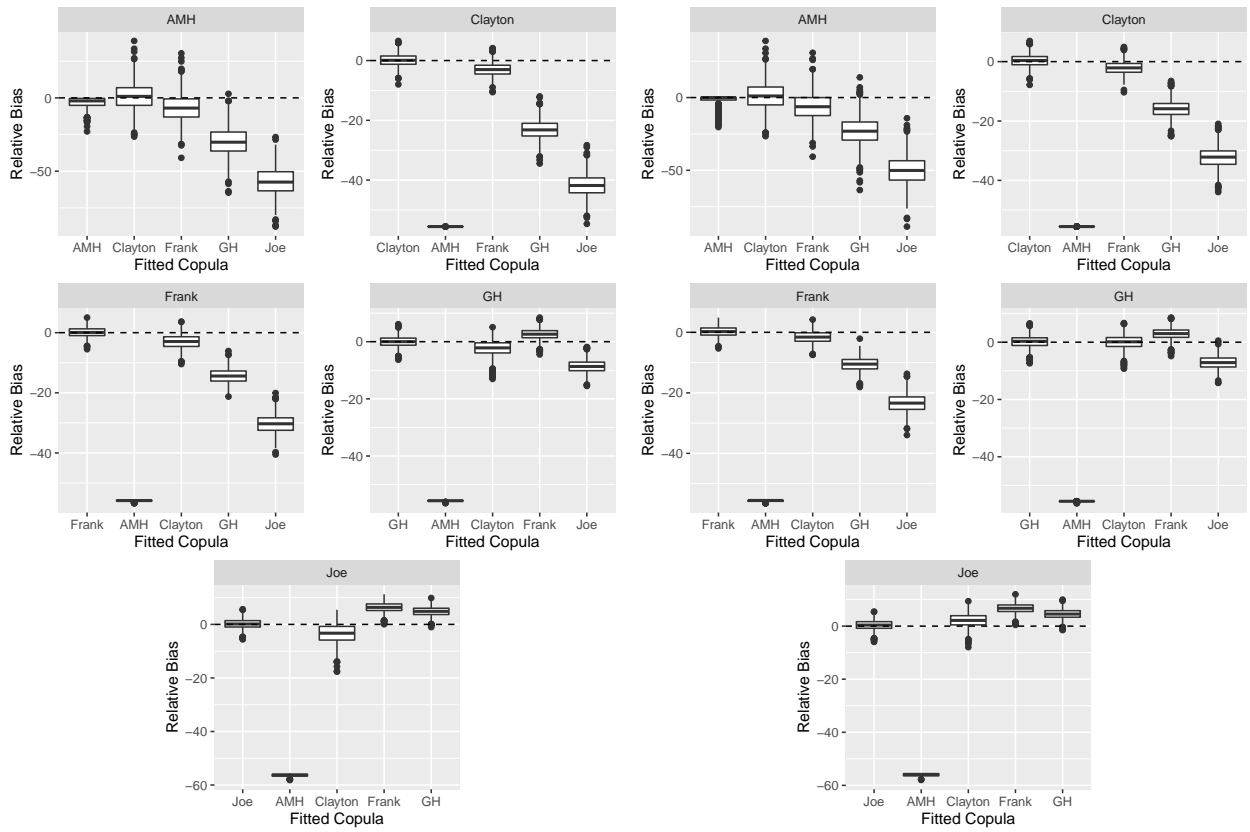 AMH
Clayton
AMH
Clayton
Relative Bias
0
−50
Relative Bias
0
−20
−40
Relative Bias
0
−50
Relative Bias
0
−20
−40
AMH Clayton Frank GH Joe
Clayton AMH Frank GH Joe
AMH Clayton Frank GH Joe
Clayton AMH Frank GH Joe
Fitted Copula
Fitted Copula
Fitted Copula
Fitted Copula
Frank
GH
Frank
GH
Relative Bias
0
−20
−40
Relative Bias
0
−20
−40
Relative Bias
0
−20
−40
Relative Bias
0
−20
−40
Frank AMH Clayton GH Joe
GH AMH Clayton Frank Joe
Frank AMH Clayton GH Joe
GH AMH Clayton Frank Joe
Fitted Copula
Fitted Copula
Fitted Copula
Fitted Copula
Joe
Joe
Relative Bias
0
−20
−40
−60
Relative Bias
0
−20
−40
−60
Joe AMH Clayton Frank GH
Joe AMH Clayton Frank GH
Fitted Copula
Fitted Copula